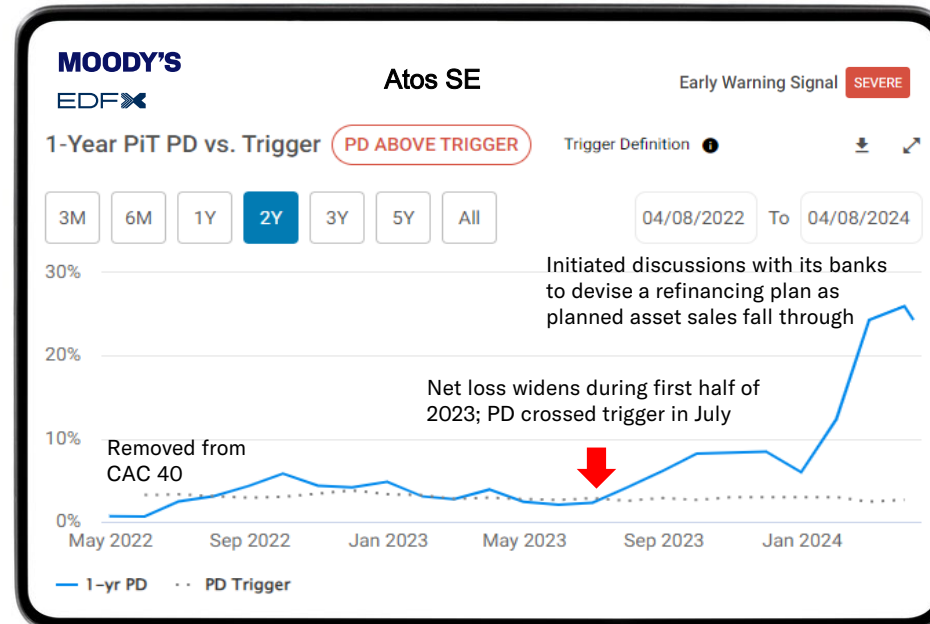 MOODY'S
EDFX
Atos SE
Early Warning Signal SEVERE
1-Year PiT PD vs. Trigger PD ABOVE TRIGGER Trigger Definition
3M 6M 1Y 2Y 3Y 5Y All 04/08/2022 To 04/08/2024
30%
Initiated discussions with its banks
to devise a refinancing plan as
planned asset sales fall through
20%
Net loss widens during first half of
2023; PD crossed trigger in July
10%
Removed from
CAC 40
0%
May 2022 Sep 2022 Jan 2023 May 2023 Sep 2023 Jan 2024
1-yr PD PD Trigger